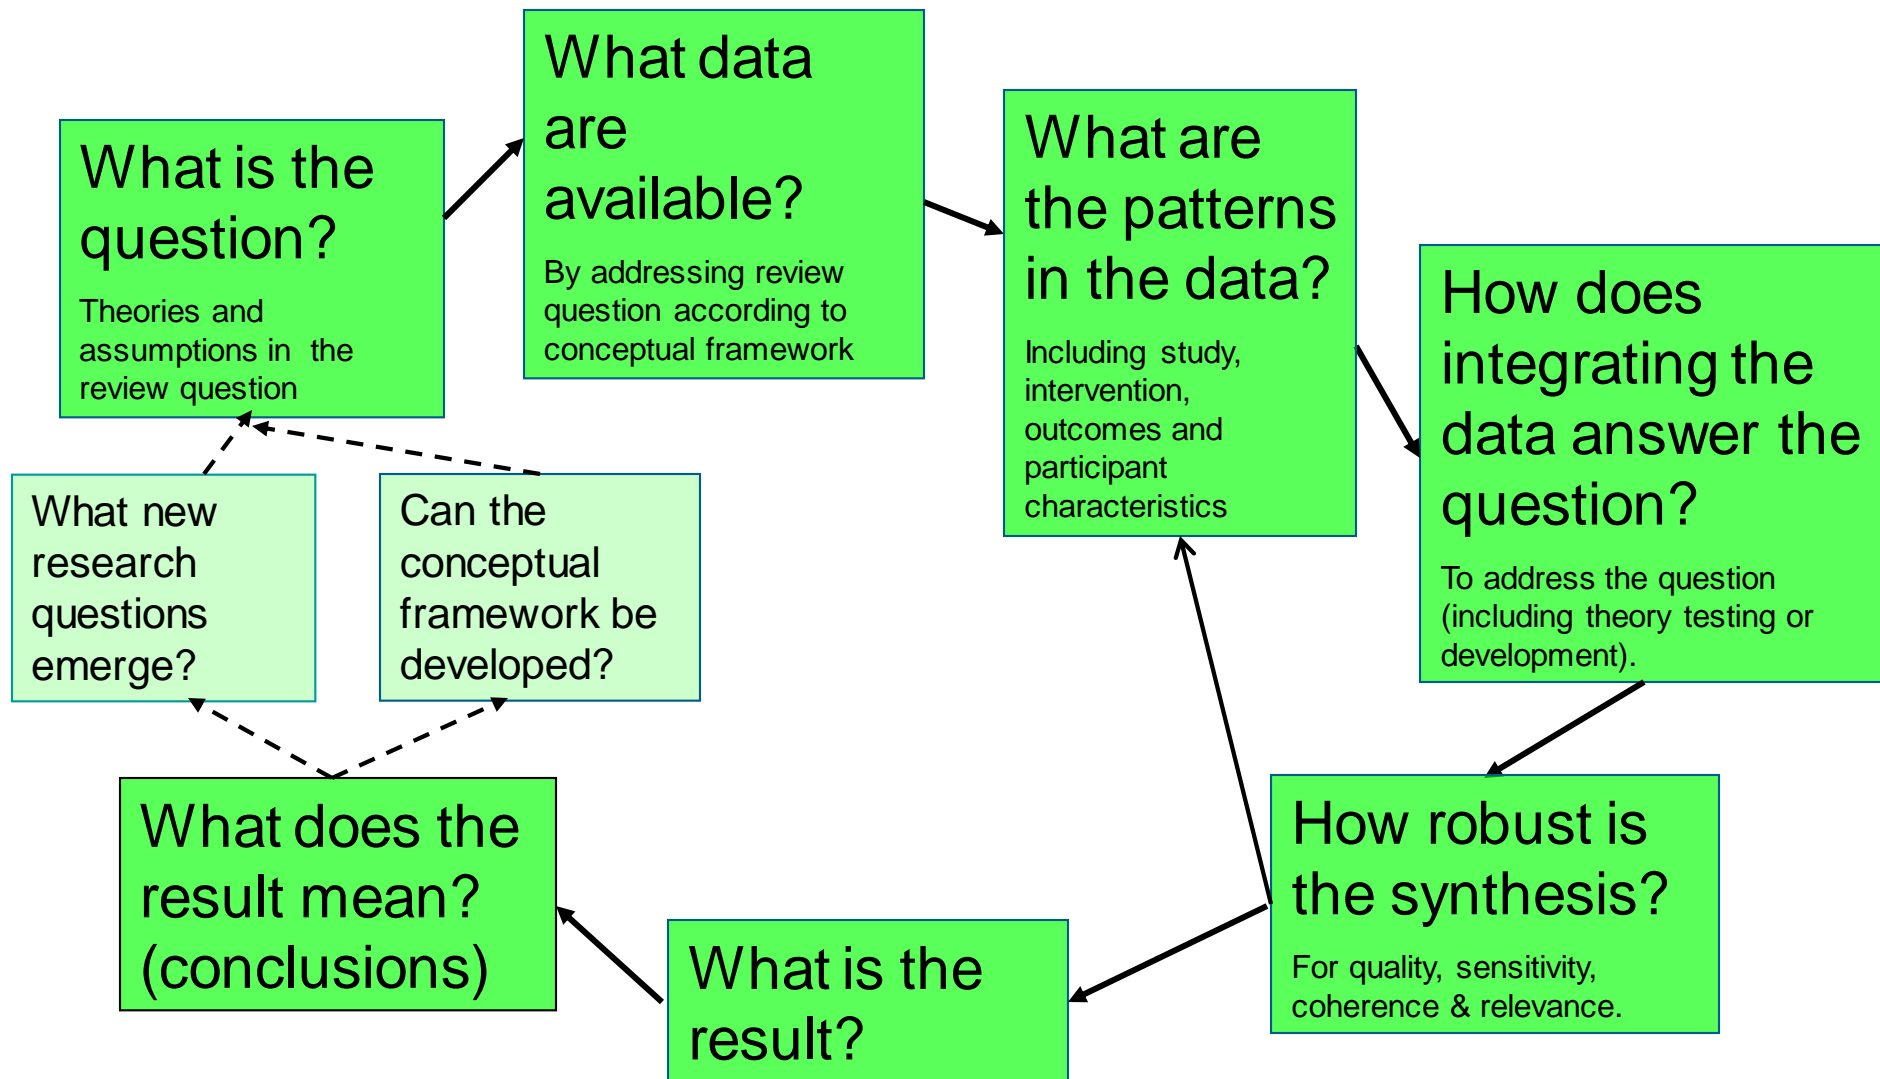 What is the
question?
Theories and
assumptions in the
review question
What data
are
available?
By addressing review
question according to
conceptual framework
What are
the patterns
in the data?
Including study,
intervention,
outcomes and
participant
characteristics
How does
integrating the
data answer the
question?
To address the question
(including theory testing or
development).
How robust is
the synthesis?
For quality, sensitivity,
coherence & relevance.
What is the
result?
What does the
result mean?
(conclusions)
What new
research
questions
emerge?
Can the
conceptual
framework be
developed?